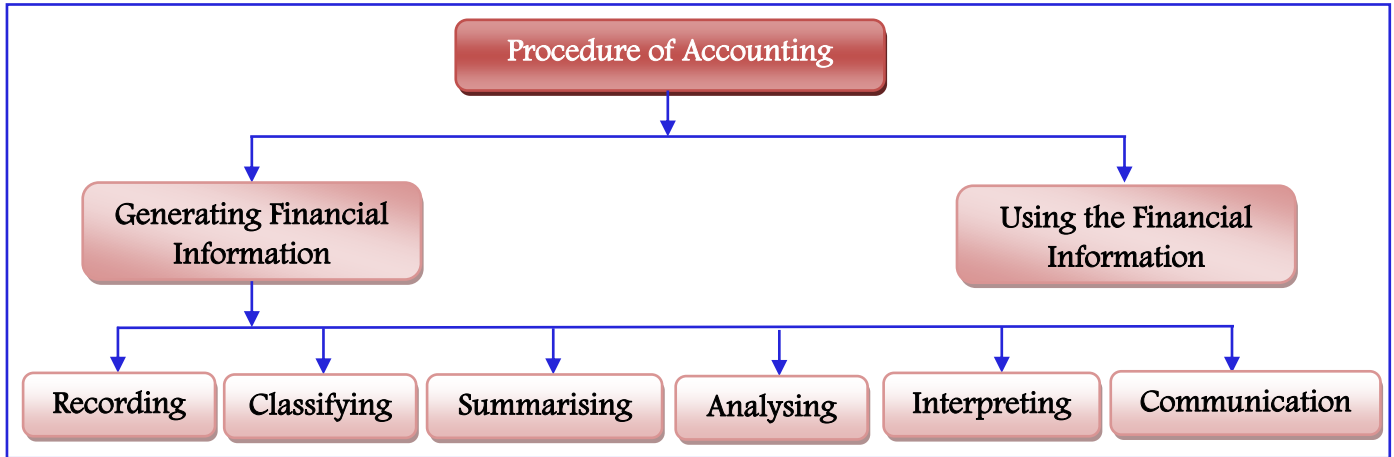 Procedure of Accounting
Generating Financial
Information
Using the Financial
Information
Recording
Classifying
Summarising
Analysing
Interpreting
Communication